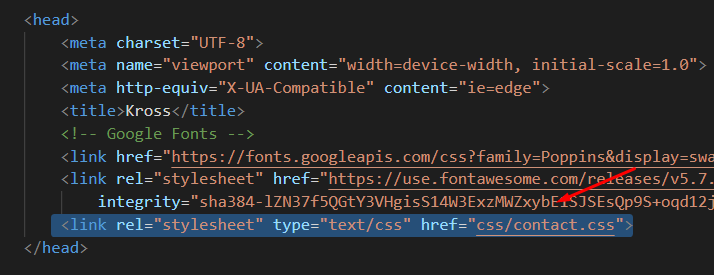 <head>
<meta charset="UTF-8">
<meta name="viewport" content="width=device-width, initial-scale=1.0">
<meta http-equiv="X-UA-Compatible" content="ie=edge">
<title>Kross</title>
<!-- Google Fonts -->
<link href="https://fonts.googleapis.com/css?family=Poppins&display=swa
<link rel="stylesheet" href="https://use.fontawesome.com/releases/v5.7.
integrity="sha384-lZN37f5QGtY3VHgisS14W3ExzMWZxybE1SJSEsQp9S+oqd12j
<link rel="stylesheet" type="text/css" href="css/contact.css">
</head>